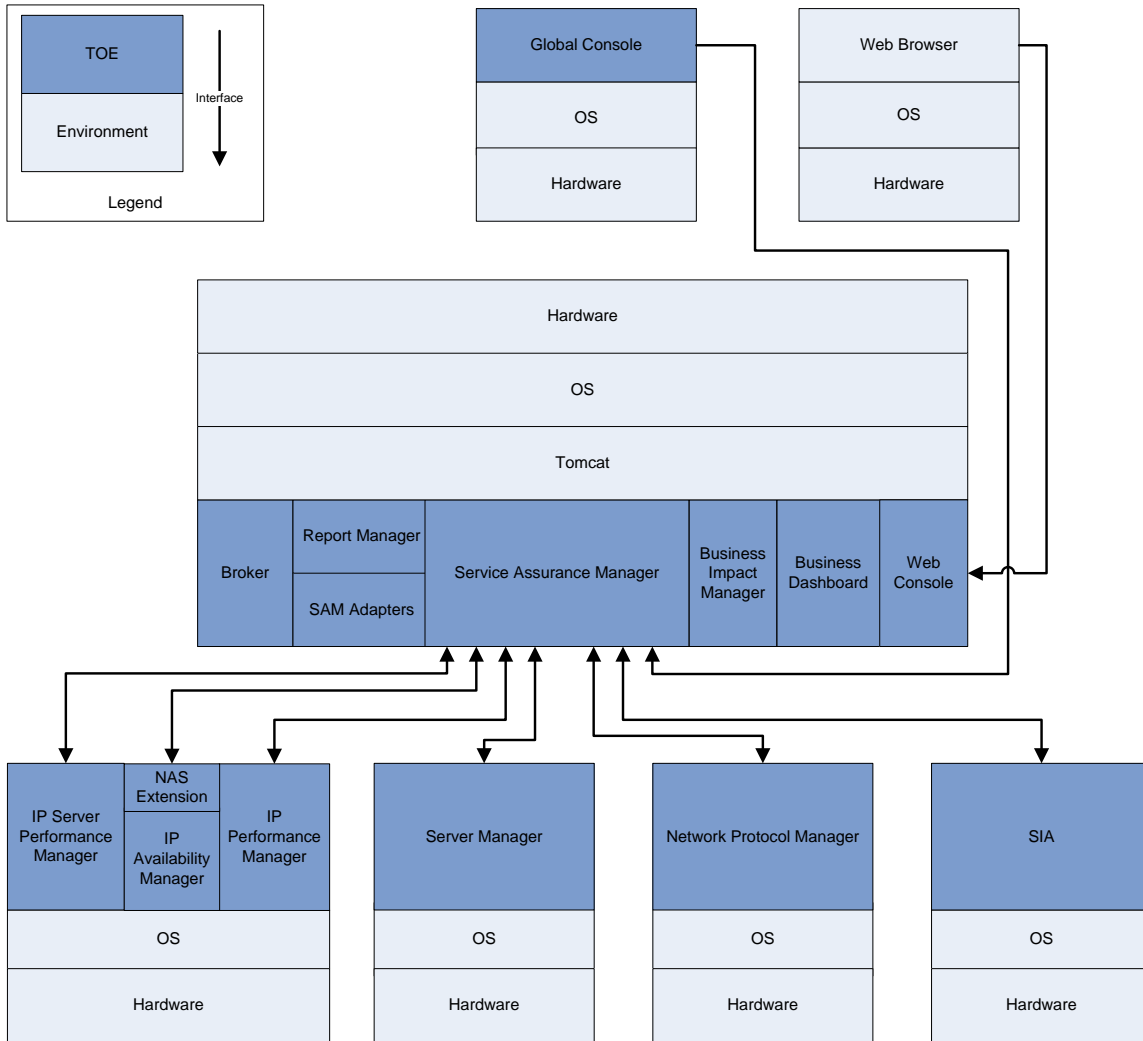 TOE
Interface
Environment
Legend
Global Console
OS
Hardware
Web Browser
OS
Hardware
Hardware
OS
Tomcat
Broker
Report Manager
SAM Adapters
Service Assurance Manager
Business
Impact
Manager
Business
Dashboard
Web
Console
IP Server
Performance
Manager
NAS
Extension
IP
Availability
Manager
IP
Performance
Manager
OS
Hardware
Server Manager
OS
Hardware
Network Protocol Manager
OS
Hardware
SIA
OS
Hardware